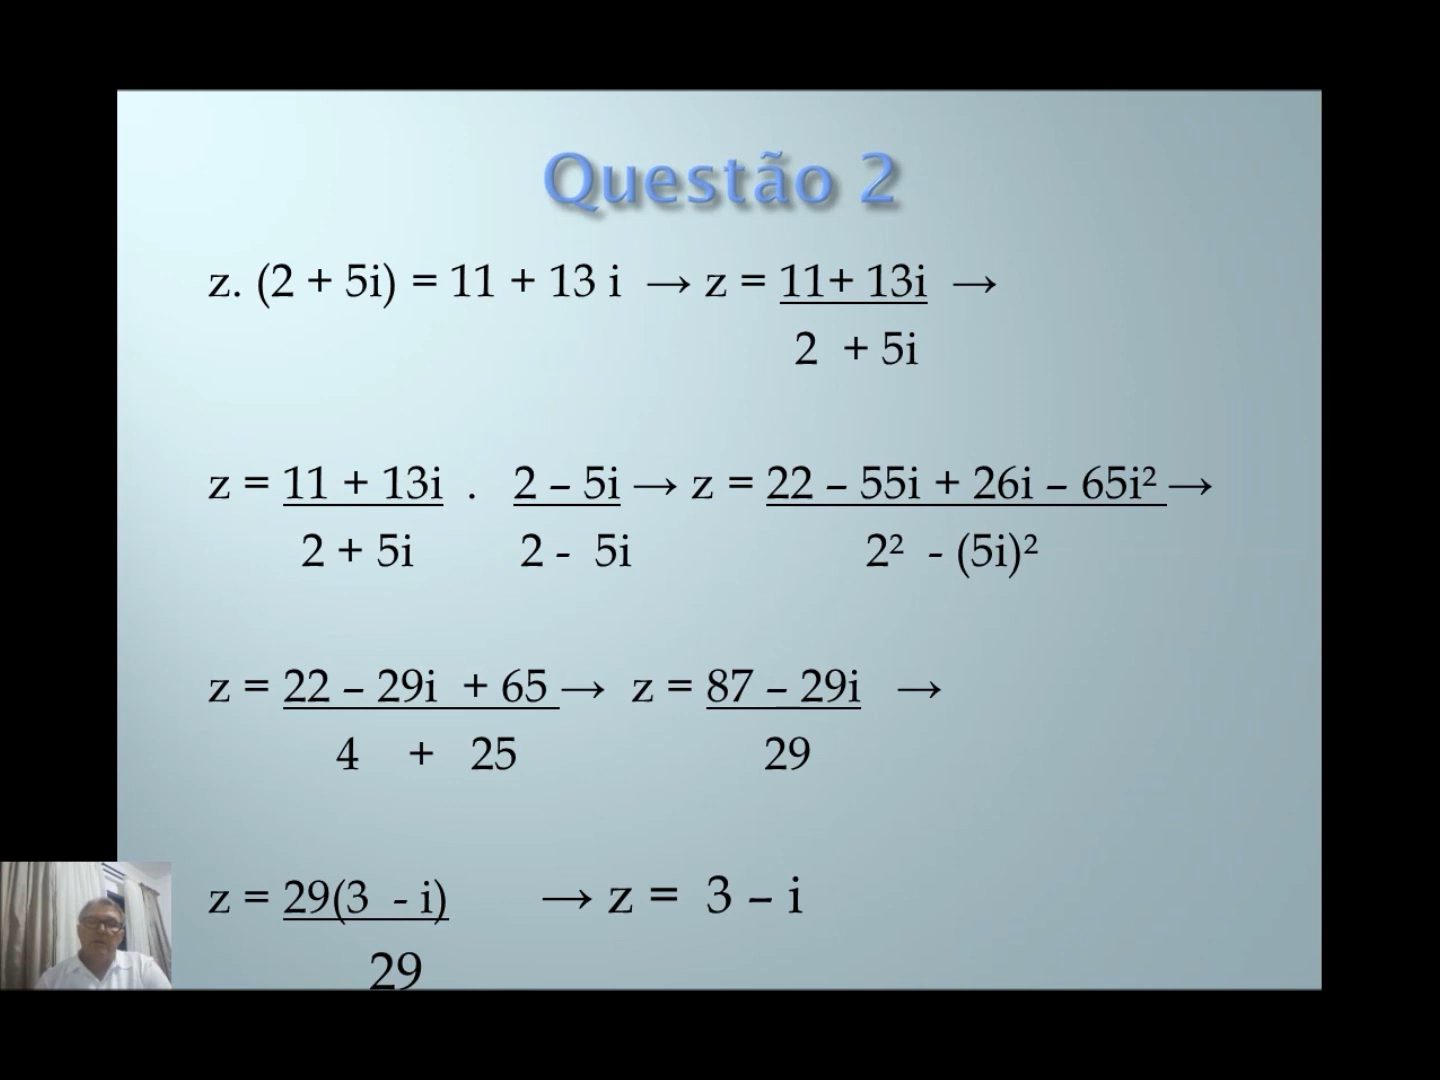 Questão 2
z. (2 + 5i) = 11 + 13 i → z = 11+ 13i →
2 + 5i
z = 11 + 13i . 2 – 5i → z = 22 – 55i + 26i – 65i² →
2 + 5i 2 - 5i 2² - (5i)²
z = 22 – 29i + 65 → z = 87 – 29i →
4 + 25 29
z = 29(3 - i) → z = 3 – i
29